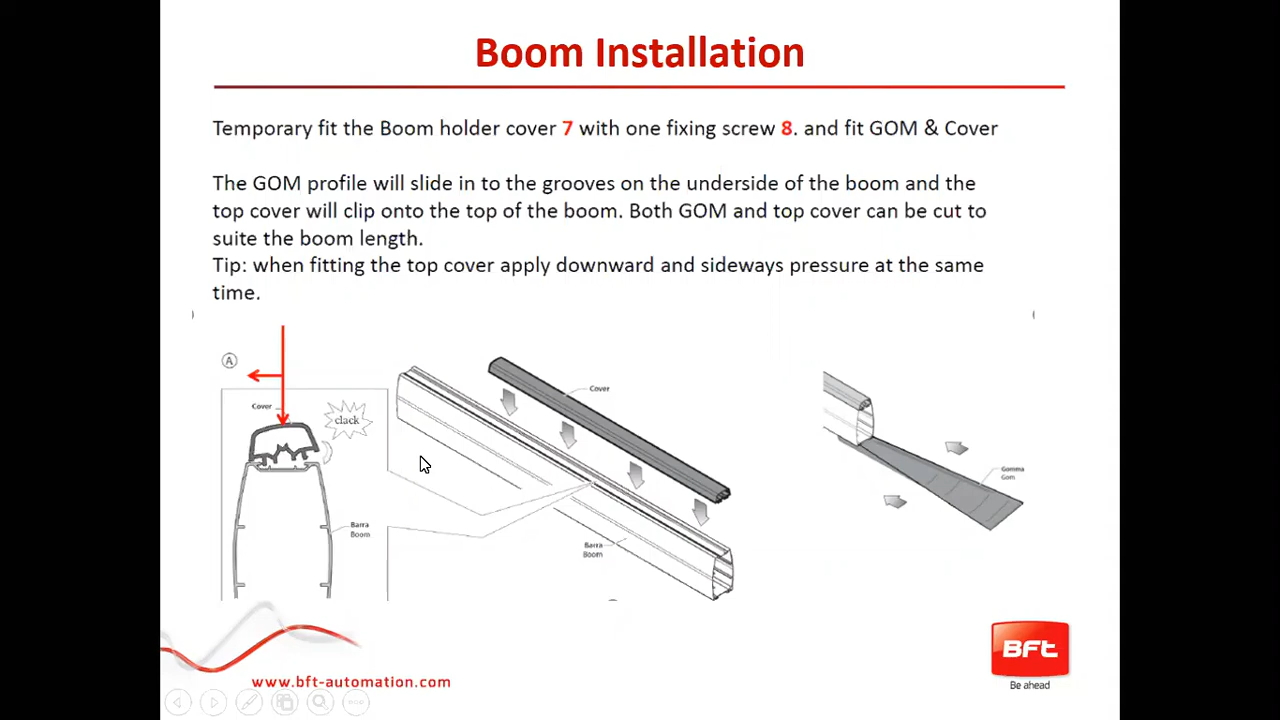 Boom Installation
Temporary fit the Boom holder cover 7 with one fixing screw 8. and fit GOM & Cover
The GOM profile will slide in to the grooves on the underside of the boom and the
top cover will clip onto the top of the boom. Both GOM and top cover can be cut to
suite the boom length.
Tip: when fitting the top cover apply downward and sideways pressure at the same
time.
A
Cover
clack
Barra
Boom
Cover
Barra
Boom
Gomma
Gom
www.bft-automation.com
BFT
Be ahead